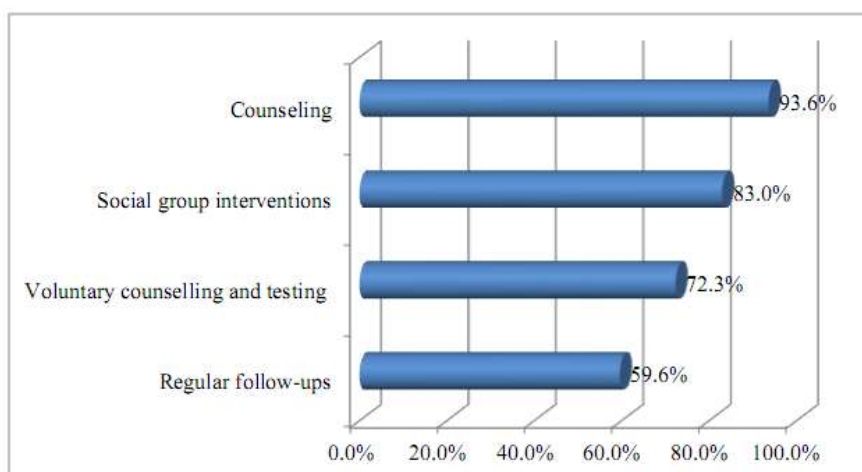 Counseling
93.6%
Social group interventions
83.0%
Voluntary counselling and testing
72.3%
Regular follow-ups
59.6%
0.0% 20.0% 40.0% 60.0% 80.0% 100.0%